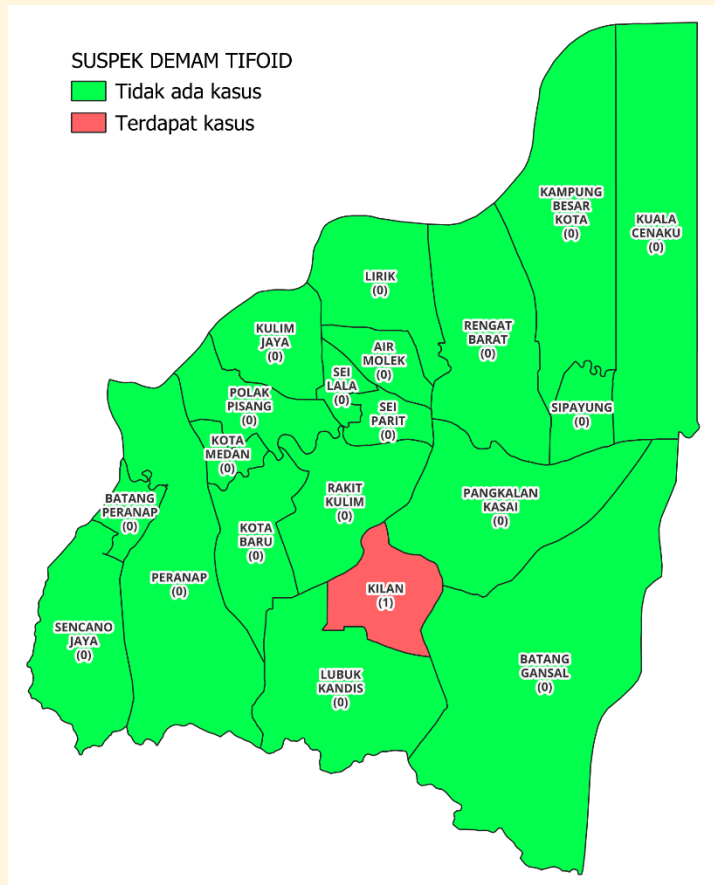 SUSPEK DEMAM TIFOID
Tidak ada kasus
Terdapat kasus
KAMPUNG
BESAR
KOTA
(0)
KUALA
CENAKU
(0)
LIRIK
(0)
RENGAT
BARAT
(0)
KULIM
JAYA
(0)
AIR
MOLEK
(0)
SEI
LALA
(0)
POLAK
PISANG
(0)
SEI
PARIT
(0)
SIPAYUNG
(0)
KOTA
MEDAN
(0)
RAKIT
KULIM
(0)
PANGKALAN
KASAI
(0)
BATANG
PERANAP
(0)
KOTA
BARU
(0)
PERANAP
(0)
KILAN
(1)
SENCANO
JAYA
(0)
LUBUK
KANDIS
(0)
BATANG
GANSAL
(0)